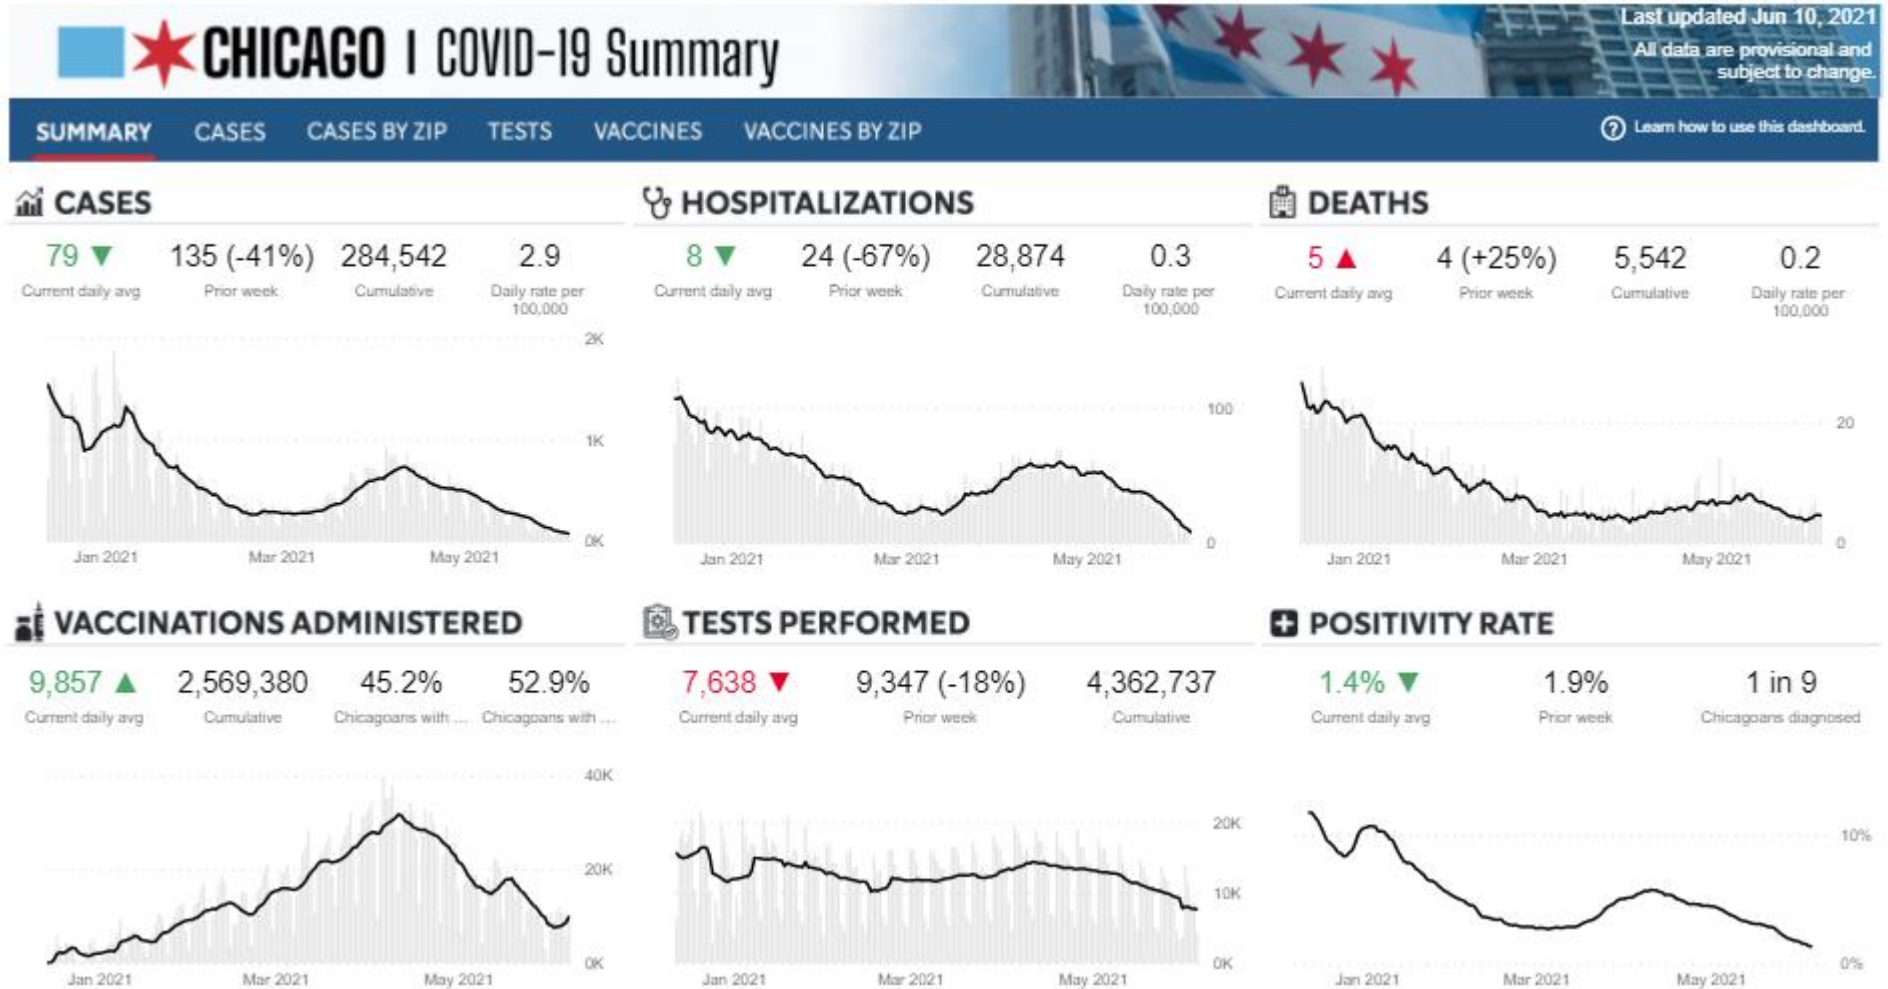 CHICAGO | COVID-19 Summary
Last updated Jun 10, 2021
All data are provisional and
subject to change.
SUMMARY CASES CASES BY ZIP TESTS VACCINES VACCINES BY ZIP
? Learn how to use this dashboard.
CASES
79 ▼ 135 (-41%) 284,542 2.9
Current daily avg Prior week Cumulative Daily rate per
100,000
2K
1K
0K
Jan 2021 Mar 2021 May 2021
HOSPITALIZATIONS
8 ▼ 24 (-67%) 28,874 0.3
Current daily avg Prior week Cumulative Daily rate per
100,000
100
0
Jan 2021 Mar 2021 May 2021
DEATHS
5 ▲ 4 (+25%) 5,542 0.2
Current daily avg Prior week Cumulative Daily rate per
100,000
20
0
Jan 2021 Mar 2021 May 2021
VACCINATIONS ADMINISTERED
9,857 ▲ 2,569,380 45.2% 52.9%
Current daily avg Cumulative Chicagoans with ... Chicagoans with ...
40K
20K
0K
Jan 2021 Mar 2021 May 2021
TESTS PERFORMED
7,638 ▼ 9,347 (-18%) 4,362,737
Current daily avg Prior week Cumulative
20K
10K
0K
Jan 2021 Mar 2021 May 2021
POSITIVITY RATE
1.4% ▼ 1.9% 1 in 9
Current daily avg Prior week Chicagoans diagnosed
10%
0%
Jan 2021 Mar 2021 May 2021